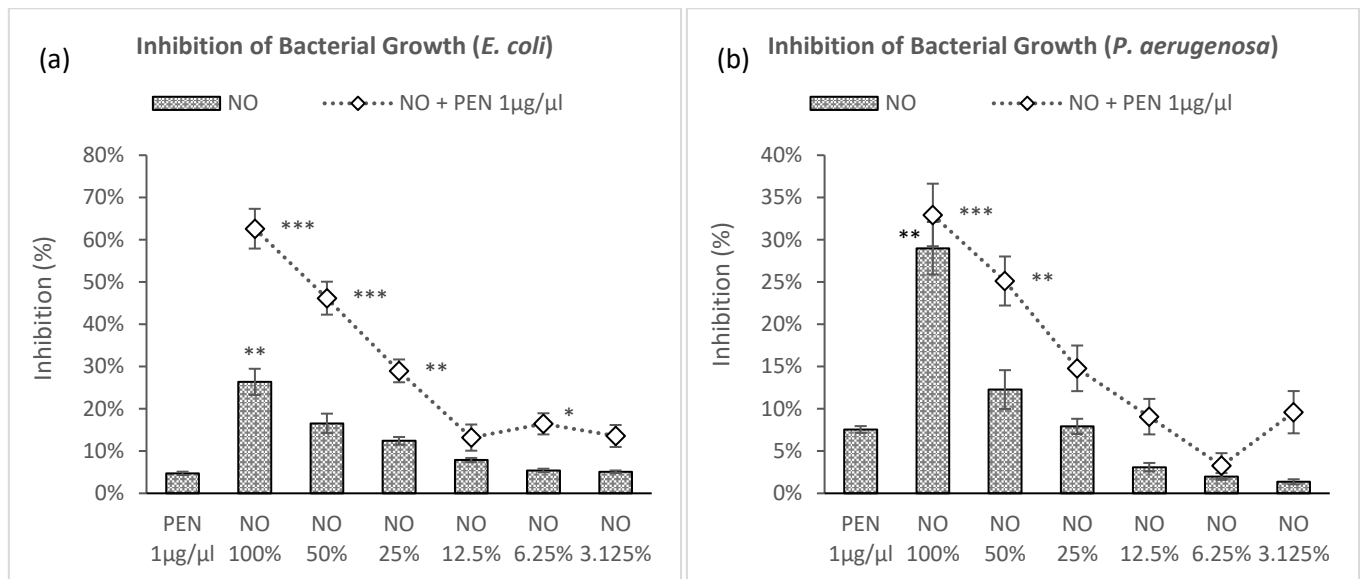 (a)
Inhibition of Bacterial Growth (E. coli)
NO
NO + PEN 1µg/µl
Inhibition (%)
80%
70%
60%
50%
40%
30%
20%
10%
0%
***
***
**
**
*
PEN 1µg/µl
NO 100%
NO 50%
NO 25%
NO 12.5%
NO 6.25%
NO 3.125%
(b)
Inhibition of Bacterial Growth (P. aerugenosa)
NO
NO + PEN 1µg/µl
Inhibition (%)
40%
35%
30%
25%
20%
15%
10%
5%
0%
**
***
**
PEN 1µg/µl
NO 100%
NO 50%
NO 25%
NO 12.5%
NO 6.25%
NO 3.125%